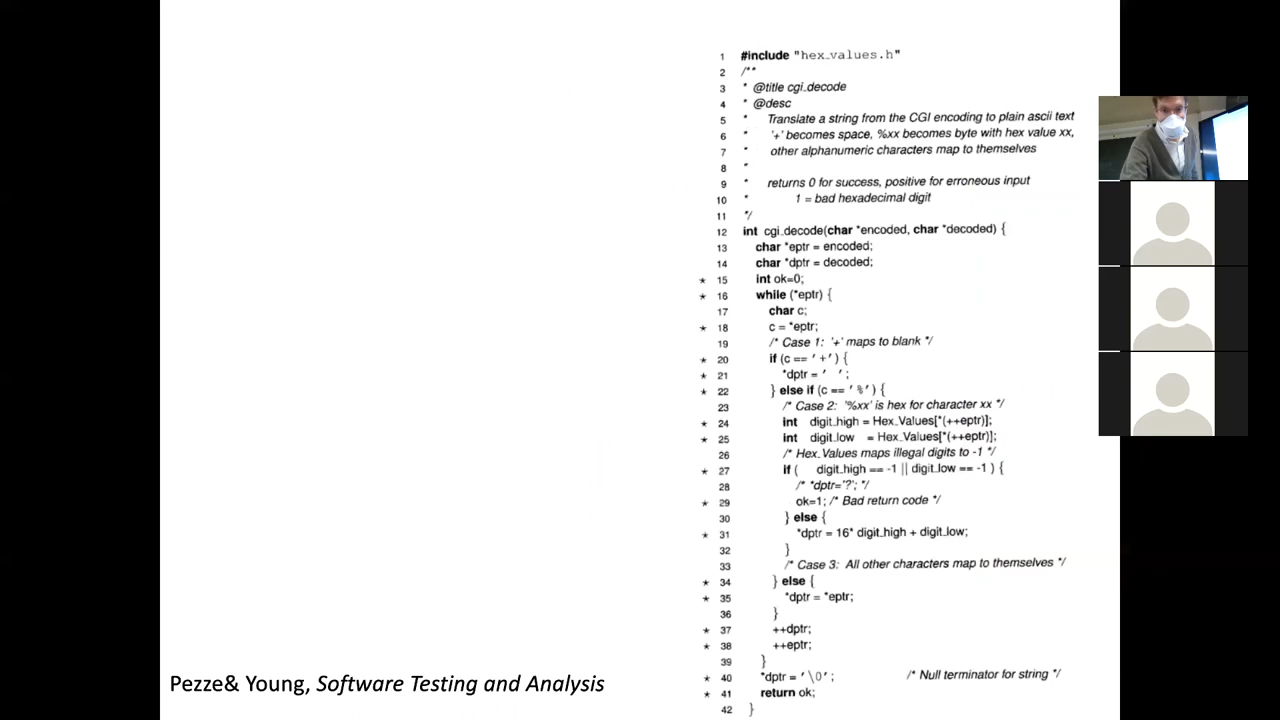 1 #include "hex_values.h"
2 /**
3 * @title cgi_decode
4 * @desc
5 * Translate a string from the CGI encoding to plain ascii text
6 * '+' becomes space, %xx becomes byte with hex value xx,
7 * other alphanumeric characters map to themselves
8 *
9 * returns 0 for success, positive for erroneous input
10 * 1 = bad hexadecimal digit
11 */
12 int cgi_decode(char *encoded, char *decoded) {
13 char *eptr = encoded;
14 char *dptr = decoded;
* 15 int ok=0;
* 16 while (*eptr) {
17 char c;
* 18 c = *eptr;
19 /* Case 1: '+' maps to blank */
* 20 if (c == '+') {
* 21 *dptr = ' ';
* 22 } else if (c == '%') {
23 /* Case 2: '%xx' is hex for character xx */
* 24 int digit_high = Hex_Values[*(++eptr)];
* 25 int digit_low = Hex_Values[*(++eptr)];
26 /* Hex_Values maps illegal digits to -1 */
* 27 if ( digit_high == -1 || digit_low == -1 ) {
28 /* *dptr='?'; */
* 29 ok=1; /* Bad return code */
30 } else {
* 31 *dptr = 16* digit_high + digit_low;
32 }
33 /* Case 3: All other characters map to themselves */
* 34 } else {
* 35 *dptr = *eptr;
36 }
* 37 ++dptr;
* 38 ++eptr;
39 }
* 40 *dptr = '\0'; /* Null terminator for string */
* 41 return ok;
42 }
Pezze& Young, Software Testing and Analysis